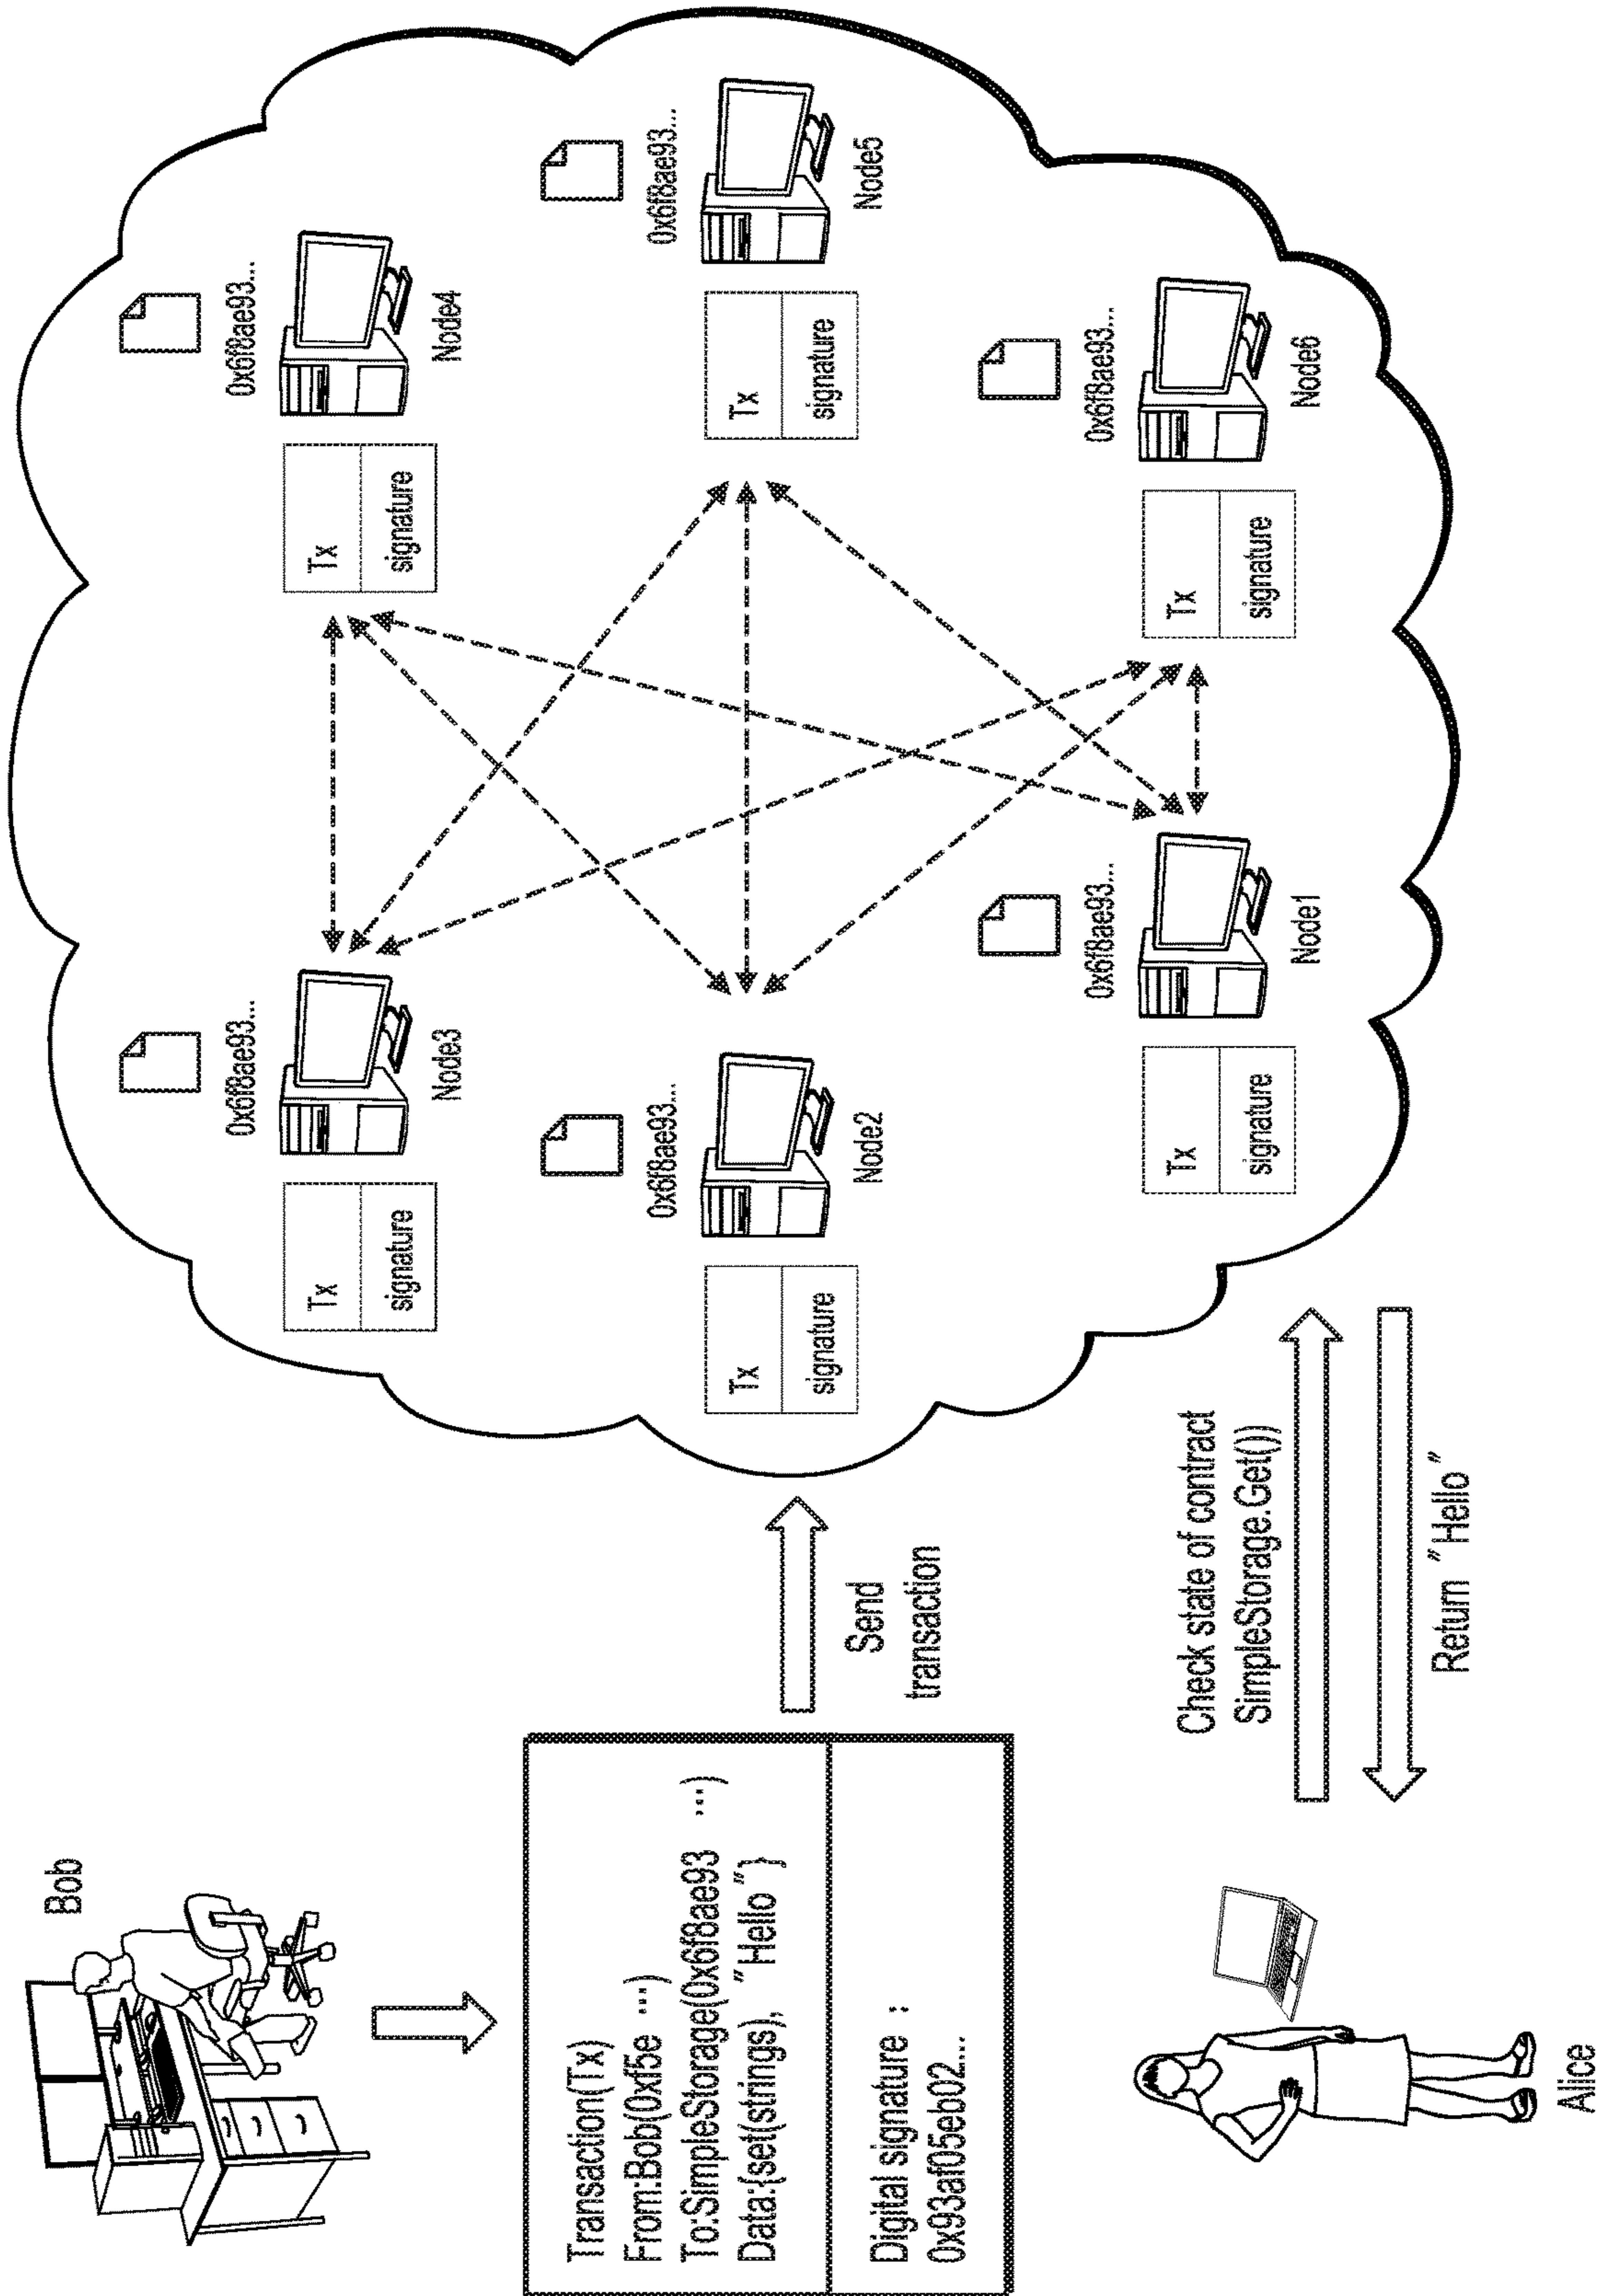 Bob
Transaction(Tx)
From:Bob(0xf5e ...)
To:SimpleStorage(0x6f8ae93 ...)
Data:{set(strings), "Hello"}
Digital signature :
0x93af05eb02...
Send
transaction
Alice
Check state of contract
SimpleStorage.Get())
Return "Hello"
0x6f8ae93...
Tx
signature
Node3
0x6f8ae93...
Tx
signature
Node4
0x6f8ae93...
Tx
signature
Node2
0x6f8ae93...
Tx
signature
Node5
0x6f8ae93...
Tx
signature
Node1
0x6f8ae93...
Tx
signature
Node6